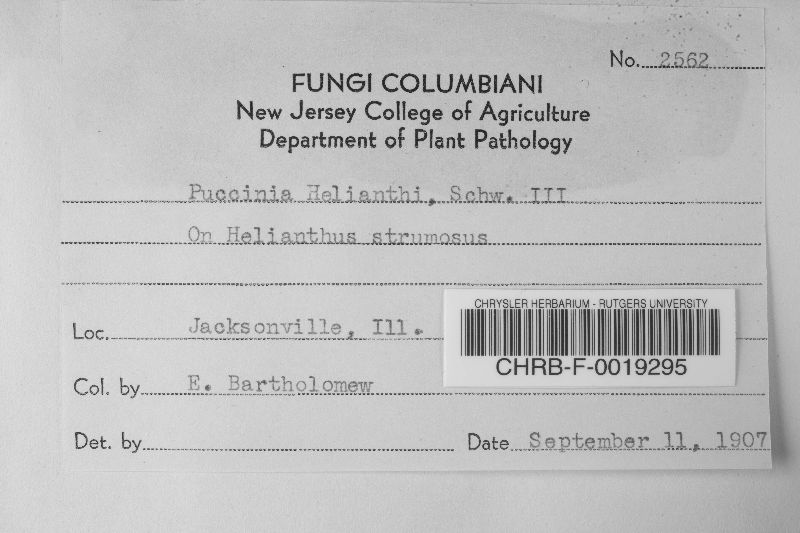 No. 2562
FUNGI COLUMBIANI
New Jersey College of Agriculture
Department of Plant Pathology
Puccinia Helianthi, Schw. III
On Helianthus strumosus
Loc. Jacksonville, Ill.
CHRYSLER HERBARIUM - RUTGERS UNIVERSITY
CHRB-F-0019295
Col. by E. Bartholomew
Det. by
Date September 11, 1907